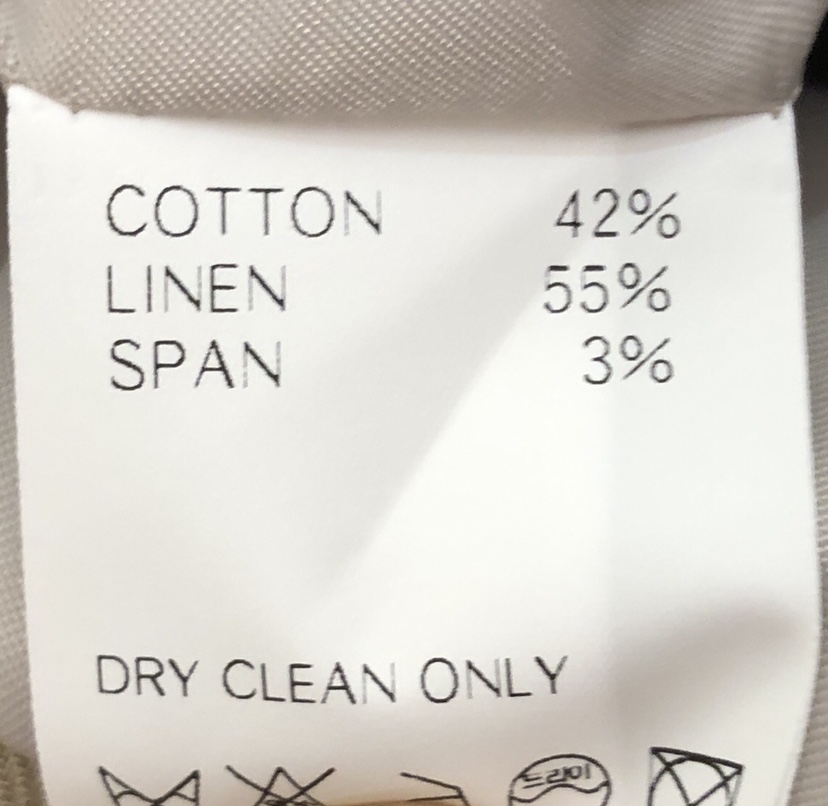 COTTON 42%
LINEN 55%
SPAN 3%
DRY CLEAN ONLY
드라이